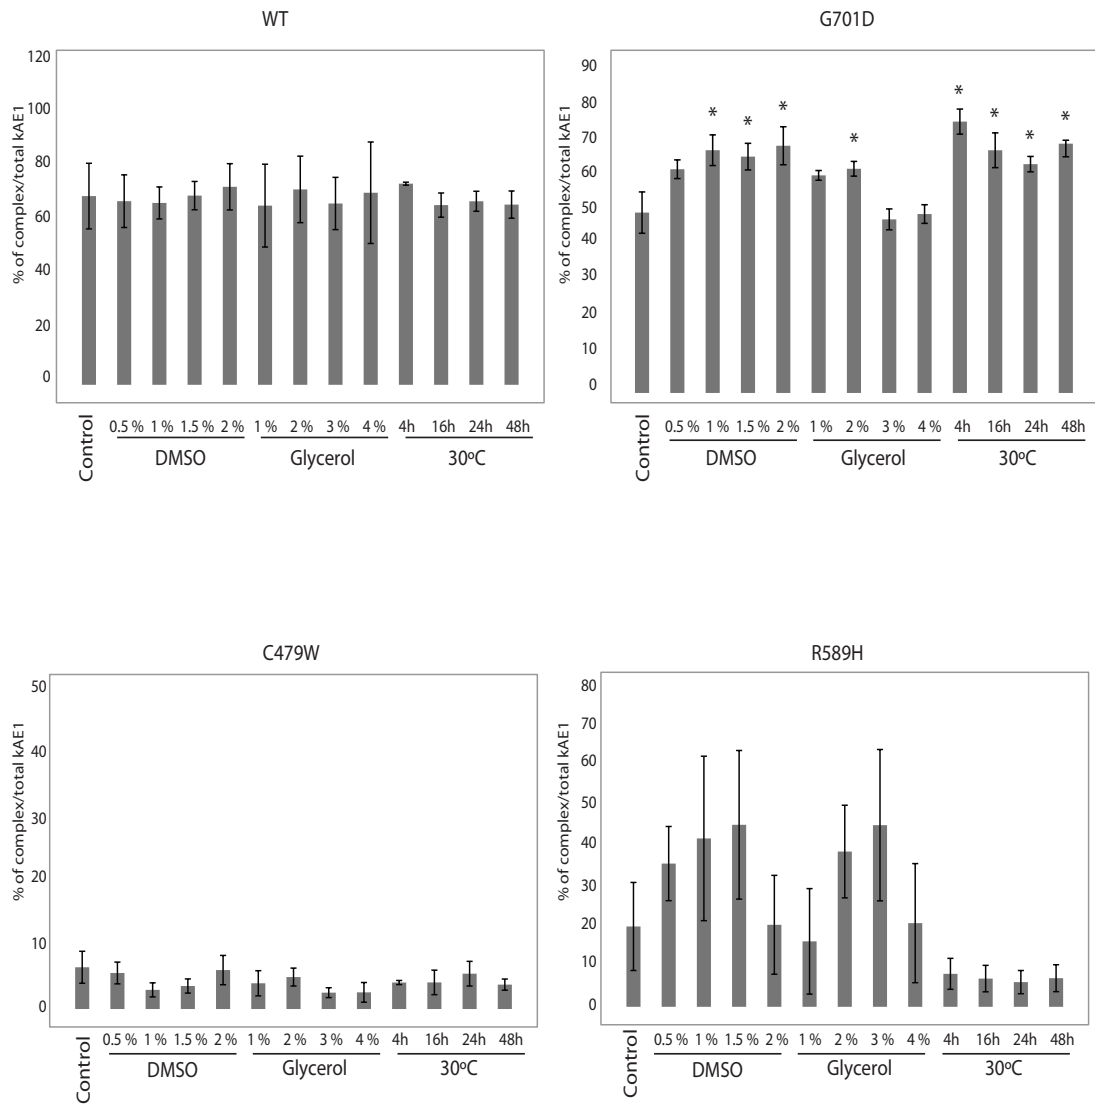 WT
% of complex/total kAE1
120
100
80
60
40
20
0
Control
0.5 % 1 % 1.5 % 2 % 1 % 2 % 3 % 4 % 4h 16h 24h 48h
DMSO Glycerol 30ºC
G701D
% of complex/total kAE1
90
80
70
60
50
40
30
20
10
0
* * * * * * * *
Control
0.5 % 1 % 1.5 % 2 % 1 % 2 % 3 % 4 % 4h 16h 24h 48h
DMSO Glycerol 30ºC
C479W
% of complex/total kAE1
50
40
30
20
10
0
Control
0.5 % 1 % 1.5 % 2 % 1 % 2 % 3 % 4 % 4h 16h 24h 48h
DMSO Glycerol 30ºC
R589H
% of complex/total kAE1
80
70
60
50
40
30
20
10
0
Control
0.5 % 1 % 1.5 % 2 % 1 % 2 % 3 % 4 % 4h 16h 24h 48h
DMSO Glycerol 30ºC